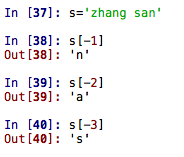 In [37]: s='zhang san'
In [38]: s[-1]
Out[38]: 'n'
In [39]: s[-2]
Out[39]: 'a'
In [40]: s[-3]
Out[40]: 's'